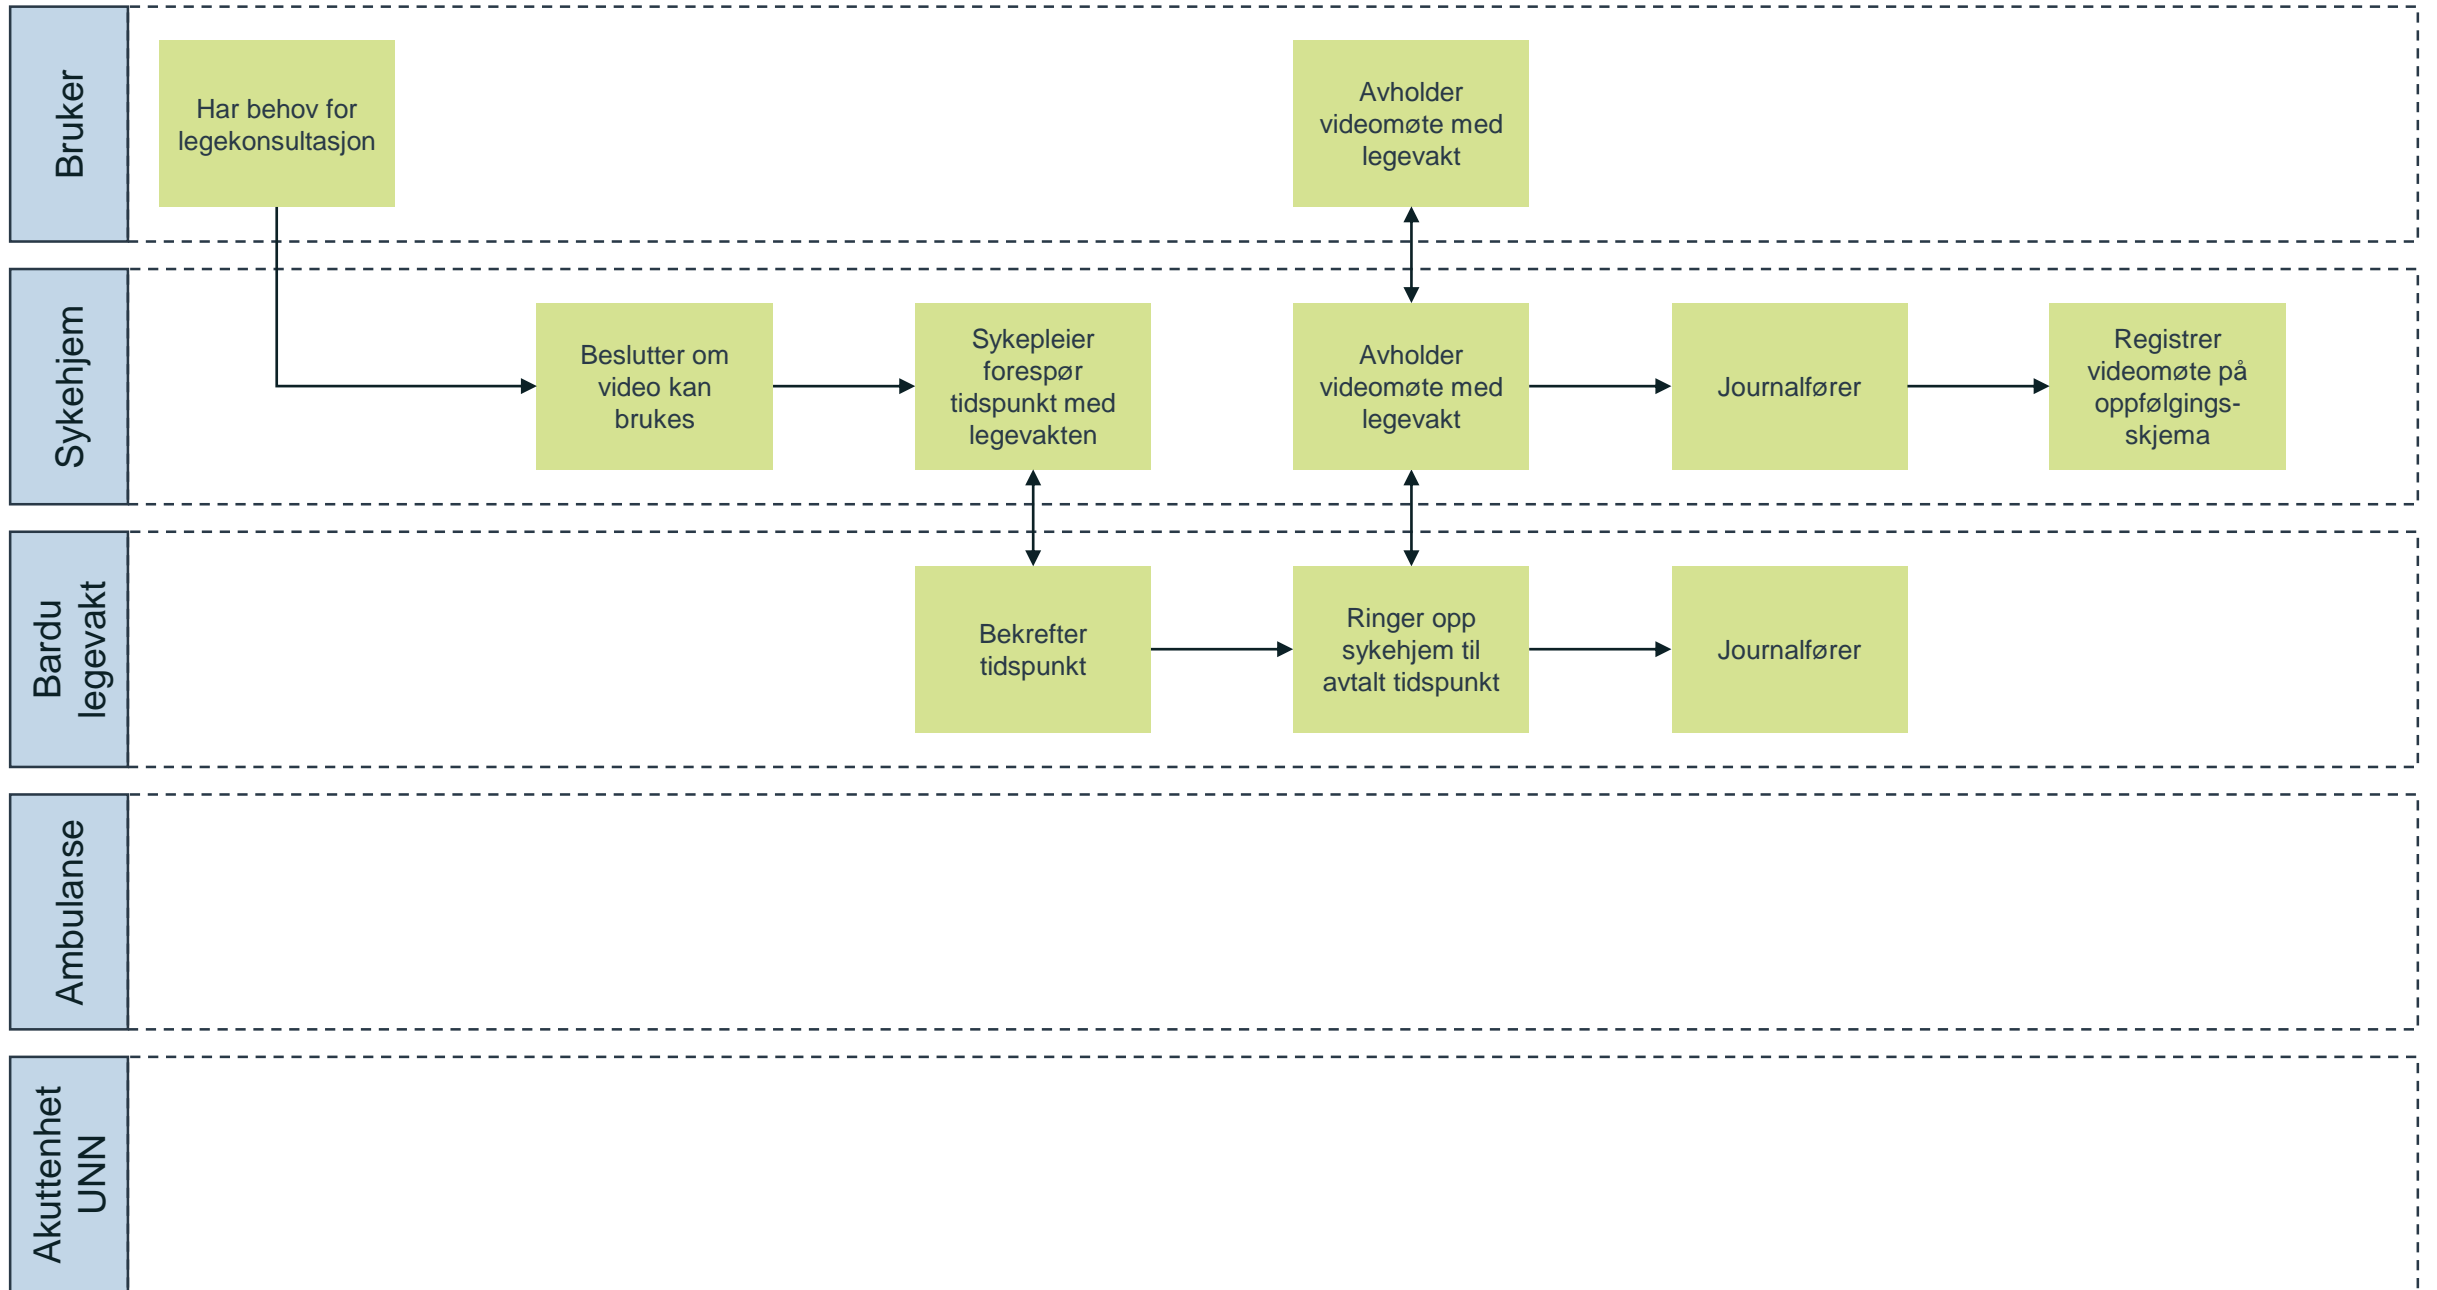 Bruker
Har behov for
legekonsultasjon
Avholder
videomøte med
legevakt
Sykehjem
Beslutter om
video kan
brukes
Sykepleier
forespør
tidspunkt med
legevakten
Avholder
videomøte med
legevakt
Journalfører
Registrer
videomøte på
oppfølgings-
skjema
Bardu
legevakt
Bekrefter
tidspunkt
Ringer opp
sykehjem til
avtalt tidspunkt
Journalfører
Ambulanse
Akuttenhet
UNN